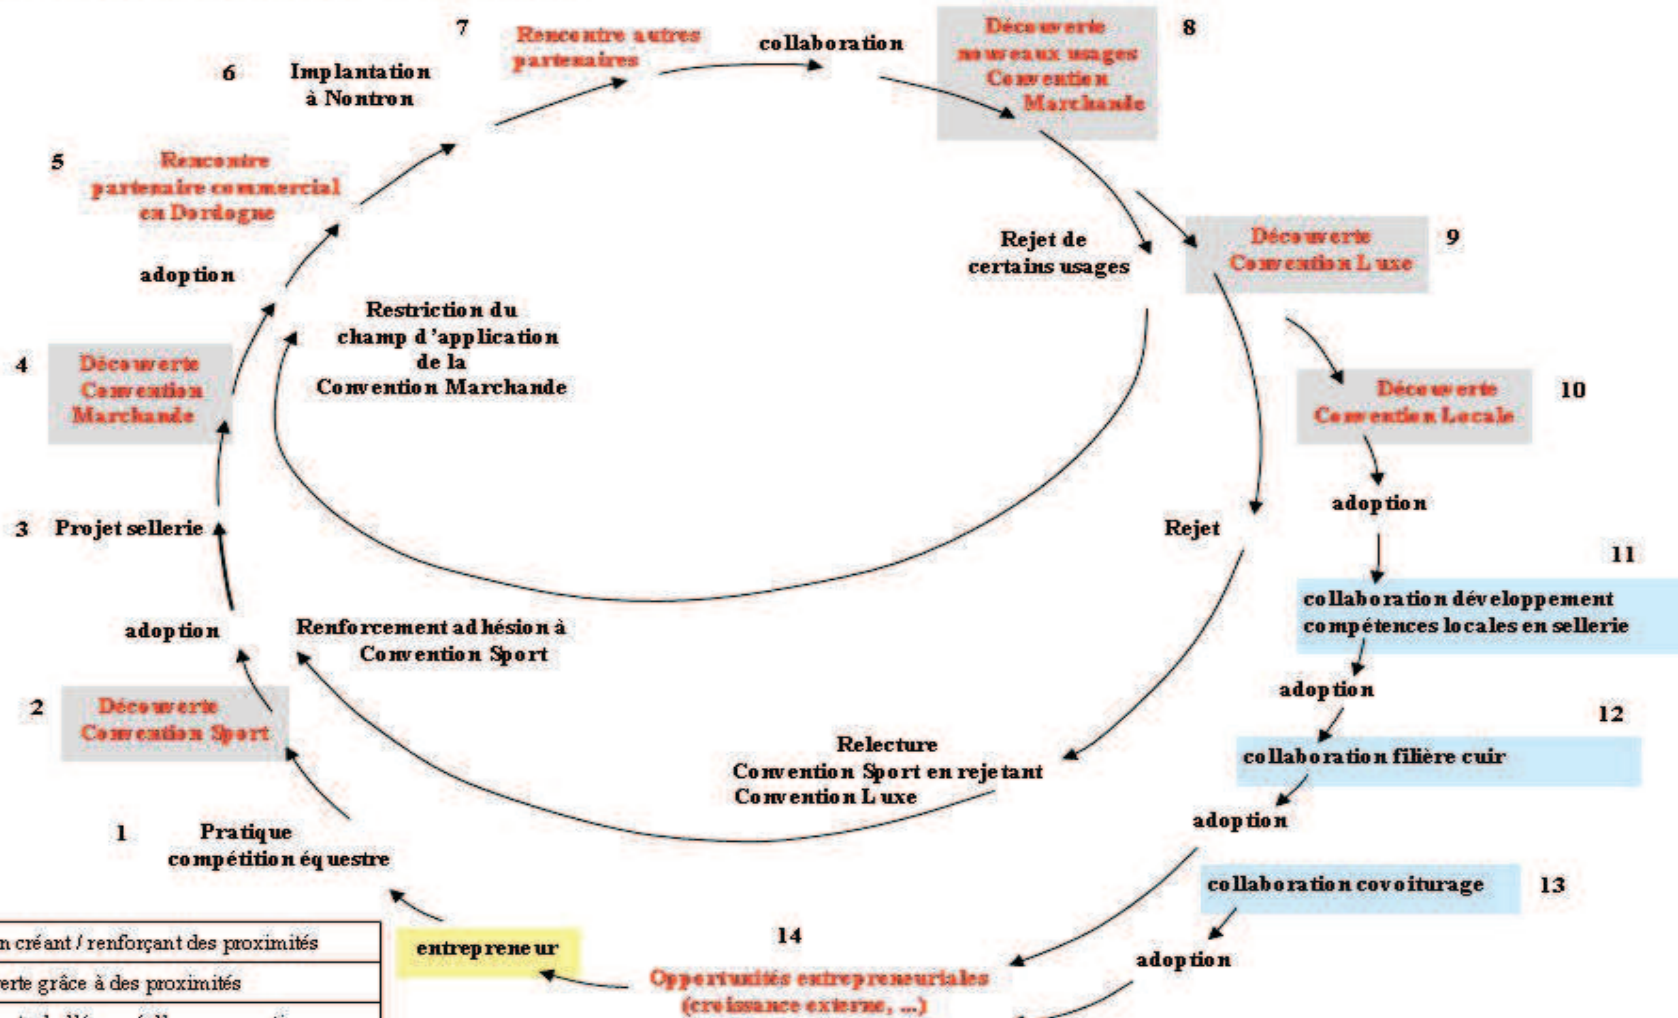 7
Rencontre autres
partenaires
collaboration
Découverte
nouveaux usages
Convention
Marchande
8
6
Implantation
à Nontron
5
Rencontre
partenaire commercial
en Dordogne
adoption
Rejet de
certains usages
Découverte
Convention Luxe
9
Restriction du
champ d'application
de la
Convention Marchande
4
Découverte
Convention
Marchande
Découverte
Convention Locale
10
adoption
3
Projet sellerie
Rejet
11
collaboration développement
compétences locales en sellerie
adoption
Renforcement adhésion à
Convention Sport
adoption
2
Découverte
Convention Sport
12
collaboration filière cuir
Relecture
Convention Sport en rejetant
Convention Luxe
adoption
1
Pratique
compétition équestre
collaboration covoiturage
13
adoption
14
Opportunités entrepreneuriales
(croissance externe, ...)
entrepreneur
n créant / renforçant des proximités
erte grâce à des proximités